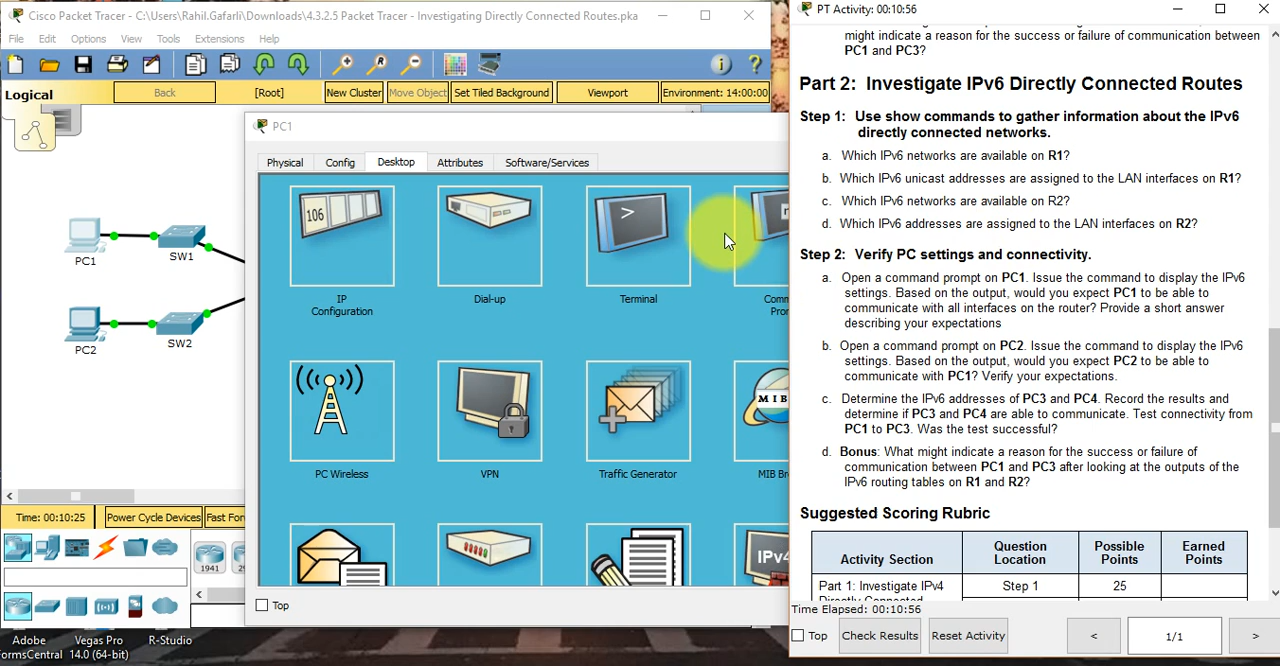 Cisco Packet Tracer - C:\Users\Rahil.Gafarli\Downloads\4.3.2.5 Packet Tracer - Investigating Directly Connected Routes.pka
File Edit Options View Tools Extensions Help
Logical Back [Root] New Cluster Move Object Set Tiled Background Viewport Environment: 14:00:00
PC1
SW1
PC2
SW2
PC1
Physical Config Desktop Attributes Software/Services
106
IP
Configuration
Dial-up
>
Terminal
PC Wireless
VPN
Traffic Generator
MIB
IPv4
Top
Time: 00:10:25 Power Cycle Devices Fast For
1941
Adobe
FormsCentral
Vegas Pro
14.0 (64-bit)
R-Studio
PT Activity: 00:10:56
might indicate a reason for the success or failure of communication between
PC1 and PC3?
Part 2: Investigate IPv6 Directly Connected Routes
Step 1: Use show commands to gather information about the IPv6
directly connected networks.
a. Which IPv6 networks are available on R1?
b. Which IPv6 unicast addresses are assigned to the LAN interfaces on R1?
c. Which IPv6 networks are available on R2?
d. Which IPv6 addresses are assigned to the LAN interfaces on R2?
Step 2: Verify PC settings and connectivity.
a. Open a command prompt on PC1. Issue the command to display the IPv6
settings. Based on the output, would you expect PC1 to be able to
communicate with all interfaces on the router? Provide a short answer
describing your expectations
b. Open a command prompt on PC2. Issue the command to display the IPv6
settings. Based on the output, would you expect PC2 to be able to
communicate with PC1? Verify your expectations.
c. Determine the IPv6 addresses of PC3 and PC4. Record the results and
determine if PC3 and PC4 are able to communicate. Test connectivity from
PC1 to PC3. Was the test successful?
d. Bonus: What might indicate a reason for the success or failure of
communication between PC1 and PC3 after looking at the outputs of the
IPv6 routing tables on R1 and R2?
Suggested Scoring Rubric
Activity Section
Question
Location
Possible
Points
Earned
Points
Part 1: Investigate IPv4
Step 1
25
Directly Connected
Time Elapsed: 00:10:56
Top Check Results Reset Activity < 1/1 >